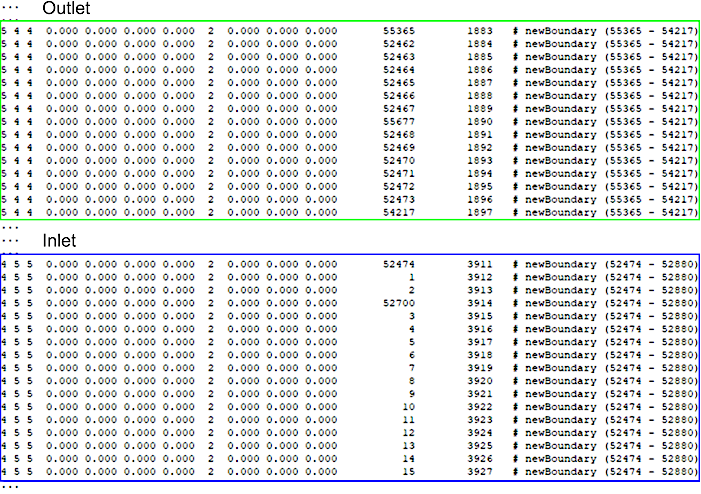 ... Outlet
...
5 4 4 0.000 0.000 0.000 0.000 2 0.000 0.000 0.000 55365 1883 # newBoundary (55365 - 54217)
5 4 4 0.000 0.000 0.000 0.000 2 0.000 0.000 0.000 52462 1884 # newBoundary (55365 - 54217)
5 4 4 0.000 0.000 0.000 0.000 2 0.000 0.000 0.000 52463 1885 # newBoundary (55365 - 54217)
5 4 4 0.000 0.000 0.000 0.000 2 0.000 0.000 0.000 52464 1886 # newBoundary (55365 - 54217)
5 4 4 0.000 0.000 0.000 0.000 2 0.000 0.000 0.000 52465 1887 # newBoundary (55365 - 54217)
5 4 4 0.000 0.000 0.000 0.000 2 0.000 0.000 0.000 52466 1888 # newBoundary (55365 - 54217)
5 4 4 0.000 0.000 0.000 0.000 2 0.000 0.000 0.000 52467 1889 # newBoundary (55365 - 54217)
5 4 4 0.000 0.000 0.000 0.000 2 0.000 0.000 0.000 55677 1890 # newBoundary (55365 - 54217)
5 4 4 0.000 0.000 0.000 0.000 2 0.000 0.000 0.000 52468 1891 # newBoundary (55365 - 54217)
5 4 4 0.000 0.000 0.000 0.000 2 0.000 0.000 0.000 52469 1892 # newBoundary (55365 - 54217)
5 4 4 0.000 0.000 0.000 0.000 2 0.000 0.000 0.000 52470 1893 # newBoundary (55365 - 54217)
5 4 4 0.000 0.000 0.000 0.000 2 0.000 0.000 0.000 52471 1894 # newBoundary (55365 - 54217)
5 4 4 0.000 0.000 0.000 0.000 2 0.000 0.000 0.000 52472 1895 # newBoundary (55365 - 54217)
5 4 4 0.000 0.000 0.000 0.000 2 0.000 0.000 0.000 52473 1896 # newBoundary (55365 - 54217)
5 4 4 0.000 0.000 0.000 0.000 2 0.000 0.000 0.000 54217 1897 # newBoundary (55365 - 54217)
...
... Inlet
...
4 5 5 0.000 0.000 0.000 0.000 2 0.000 0.000 0.000 52474 3911 # newBoundary (52474 - 52880)
4 5 5 0.000 0.000 0.000 0.000 2 0.000 0.000 0.000 1 3912 # newBoundary (52474 - 52880)
4 5 5 0.000 0.000 0.000 0.000 2 0.000 0.000 0.000 2 3913 # newBoundary (52474 - 52880)
4 5 5 0.000 0.000 0.000 0.000 2 0.000 0.000 0.000 52700 3914 # newBoundary (52474 - 52880)
4 5 5 0.000 0.000 0.000 0.000 2 0.000 0.000 0.000 3 3915 # newBoundary (52474 - 52880)
4 5 5 0.000 0.000 0.000 0.000 2 0.000 0.000 0.000 4 3916 # newBoundary (52474 - 52880)
4 5 5 0.000 0.000 0.000 0.000 2 0.000 0.000 0.000 5 3917 # newBoundary (52474 - 52880)
4 5 5 0.000 0.000 0.000 0.000 2 0.000 0.000 0.000 6 3918 # newBoundary (52474 - 52880)
4 5 5 0.000 0.000 0.000 0.000 2 0.000 0.000 0.000 7 3919 # newBoundary (52474 - 52880)
4 5 5 0.000 0.000 0.000 0.000 2 0.000 0.000 0.000 8 3920 # newBoundary (52474 - 52880)
4 5 5 0.000 0.000 0.000 0.000 2 0.000 0.000 0.000 9 3921 # newBoundary (52474 - 52880)
4 5 5 0.000 0.000 0.000 0.000 2 0.000 0.000 0.000 10 3922 # newBoundary (52474 - 52880)
4 5 5 0.000 0.000 0.000 0.000 2 0.000 0.000 0.000 11 3923 # newBoundary (52474 - 52880)
4 5 5 0.000 0.000 0.000 0.000 2 0.000 0.000 0.000 12 3924 # newBoundary (52474 - 52880)
4 5 5 0.000 0.000 0.000 0.000 2 0.000 0.000 0.000 13 3925 # newBoundary (52474 - 52880)
4 5 5 0.000 0.000 0.000 0.000 2 0.000 0.000 0.000 14 3926 # newBoundary (52474 - 52880)
4 5 5 0.000 0.000 0.000 0.000 2 0.000 0.000 0.000 15 3927 # newBoundary (52474 - 52880)
...